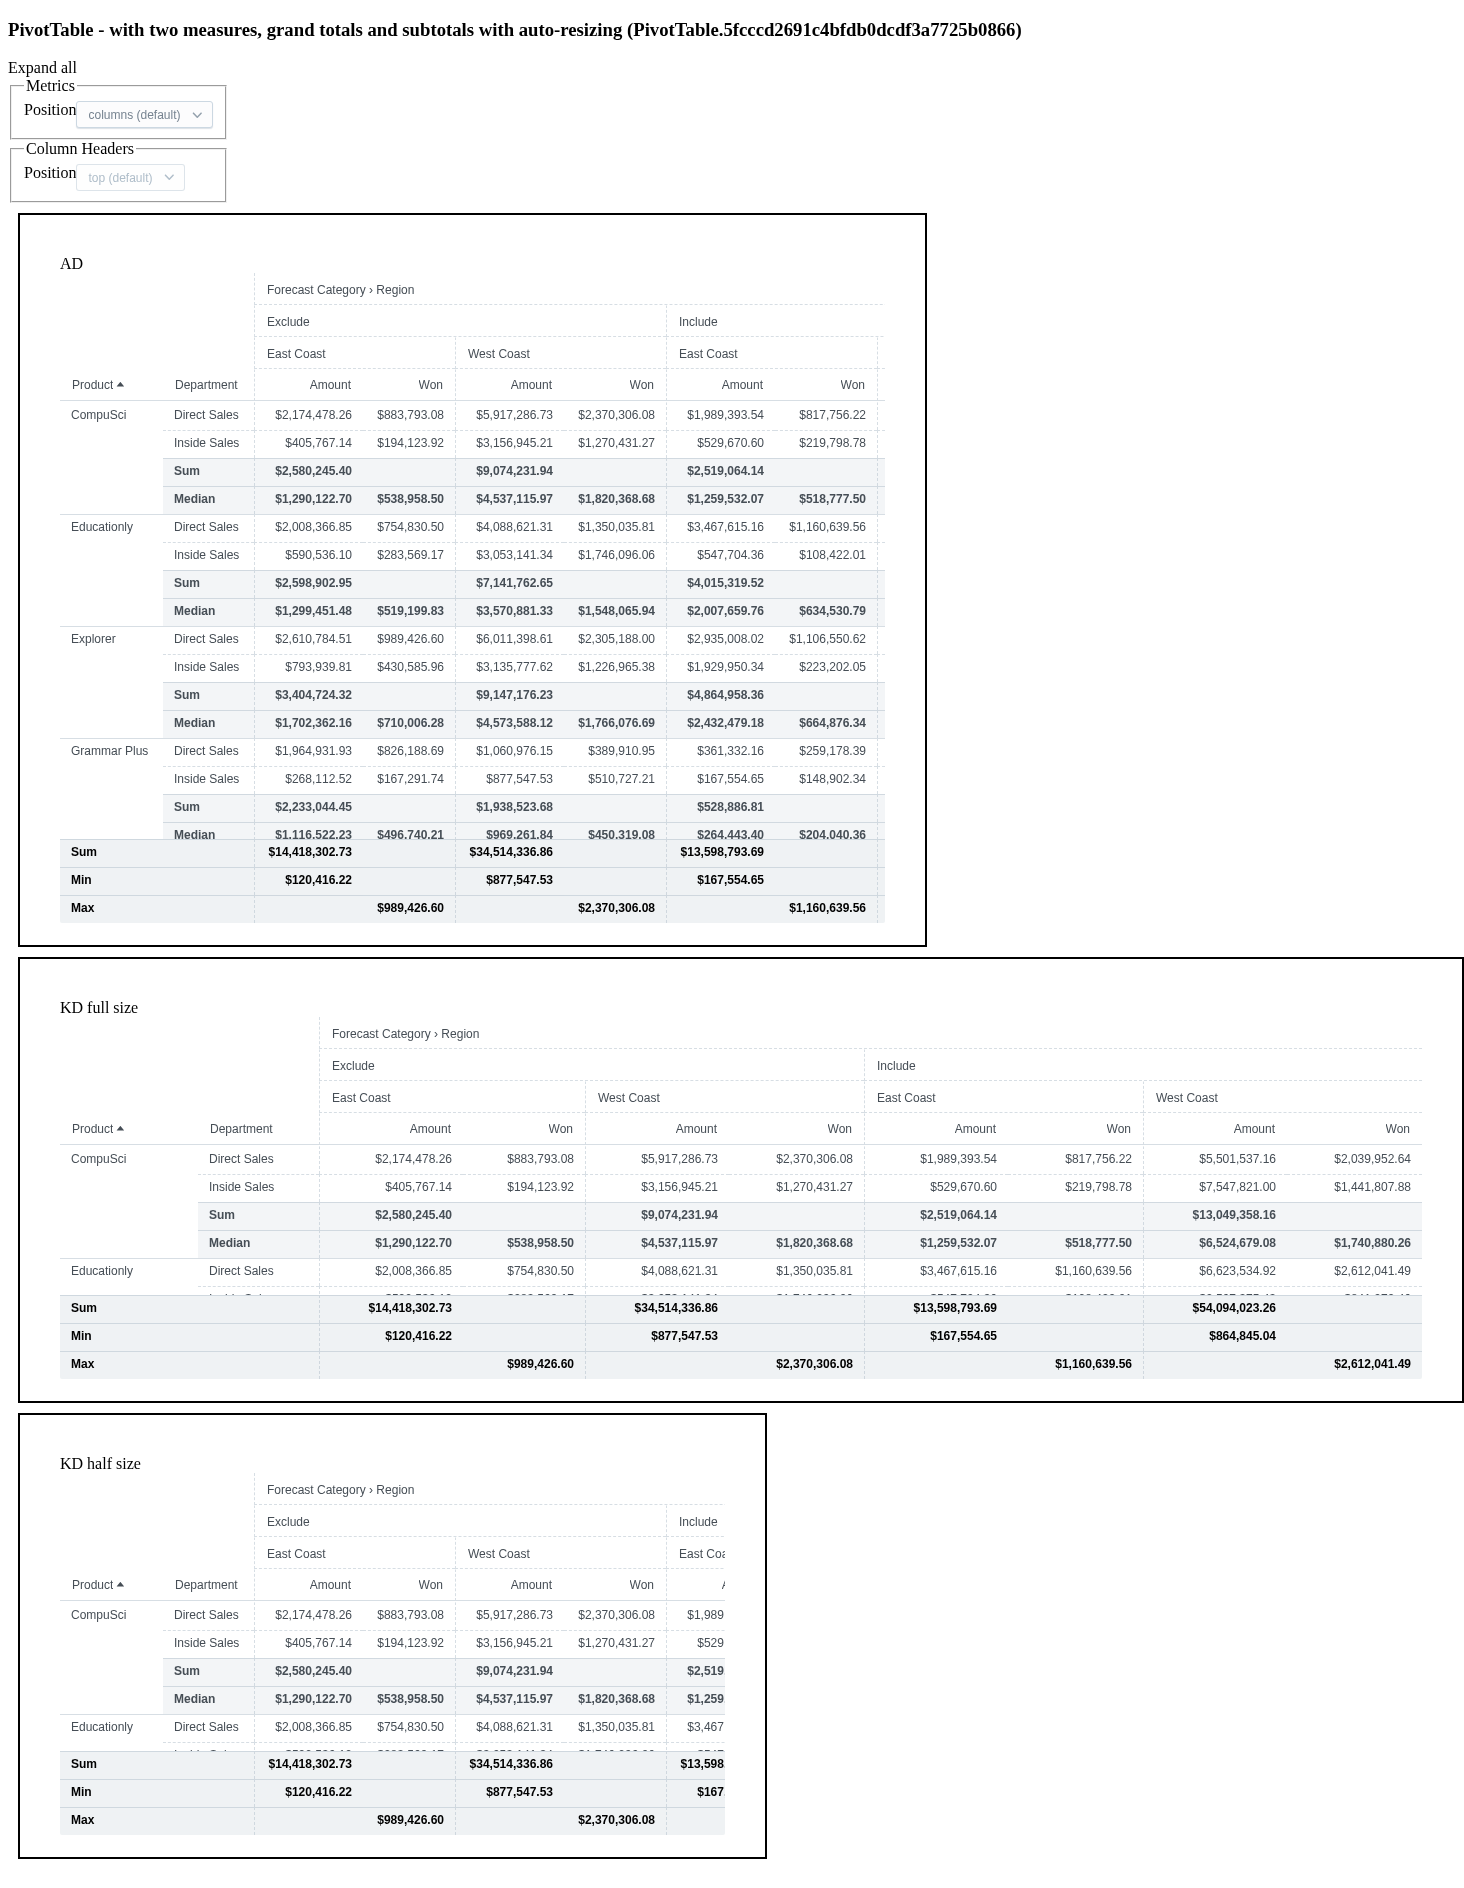 PivotTable - with two measures, grand totals and subtotals with auto-resizing (PivotTable.5fcccd2691c4bfdb0dcdf3a7725b0866)
Expand all
Metrics
Position columns (default)
Column Headers
Position top (default)
AD
Forecast Category › Region
Exclude Include
East Coast West Coast East Coast
Product Department Amount Won Amount Won Amount Won
CompuSci Direct Sales $2,174,478.26 $883,793.08 $5,917,286.73 $2,370,306.08 $1,989,393.54 $817,756.22
Inside Sales $405,767.14 $194,123.92 $3,156,945.21 $1,270,431.27 $529,670.60 $219,798.78
Sum $2,580,245.40 $9,074,231.94 $2,519,064.14
Median $1,290,122.70 $538,958.50 $4,537,115.97 $1,820,368.68 $1,259,532.07 $518,777.50
Educationly Direct Sales $2,008,366.85 $754,830.50 $4,088,621.31 $1,350,035.81 $3,467,615.16 $1,160,639.56
Inside Sales $590,536.10 $283,569.17 $3,053,141.34 $1,746,096.06 $547,704.36 $108,422.01
Sum $2,598,902.95 $7,141,762.65 $4,015,319.52
Median $1,299,451.48 $519,199.83 $3,570,881.33 $1,548,065.94 $2,007,659.76 $634,530.79
Explorer Direct Sales $2,610,784.51 $989,426.60 $6,011,398.61 $2,305,188.00 $2,935,008.02 $1,106,550.62
Inside Sales $793,939.81 $430,585.96 $3,135,777.62 $1,226,965.38 $1,929,950.34 $223,202.05
Sum $3,404,724.32 $9,147,176.23 $4,864,958.36
Median $1,702,362.16 $710,006.28 $4,573,588.12 $1,766,076.69 $2,432,479.18 $664,876.34
Grammar Plus Direct Sales $1,964,931.93 $826,188.69 $1,060,976.15 $389,910.95 $361,332.16 $259,178.39
Inside Sales $268,112.52 $167,291.74 $877,547.53 $510,727.21 $167,554.65 $148,902.34
Sum $2,233,044.45 $1,938,523.68 $528,886.81
Median $1,116,522.23 $496,740.21 $969,261.84 $450,319.08 $264,443.40 $204,040.36
Sum $14,418,302.73 $34,514,336.86 $13,598,793.69
Min $120,416.22 $877,547.53 $167,554.65
Max $989,426.60 $2,370,306.08 $1,160,639.56
KD full size
Forecast Category › Region
Exclude Include
East Coast West Coast East Coast West Coast
Product Department Amount Won Amount Won Amount Won Amount Won
CompuSci Direct Sales $2,174,478.26 $883,793.08 $5,917,286.73 $2,370,306.08 $1,989,393.54 $817,756.22 $5,501,537.16 $2,039,952.64
Inside Sales $405,767.14 $194,123.92 $3,156,945.21 $1,270,431.27 $529,670.60 $219,798.78 $7,547,821.00 $1,441,807.88
Sum $2,580,245.40 $9,074,231.94 $2,519,064.14 $13,049,358.16
Median $1,290,122.70 $538,958.50 $4,537,115.97 $1,820,368.68 $1,259,532.07 $518,777.50 $6,524,679.08 $1,740,880.26
Educationly Direct Sales $2,008,366.85 $754,830.50 $4,088,621.31 $1,350,035.81 $3,467,615.16 $1,160,639.56 $6,623,534.92 $2,612,041.49
Sum $14,418,302.73 $34,514,336.86 $13,598,793.69 $54,094,023.26
Min $120,416.22 $877,547.53 $167,554.65 $864,845.04
Max $989,426.60 $2,370,306.08 $1,160,639.56 $2,612,041.49
KD half size
Forecast Category › Region
Exclude Include
East Coast West Coast East Coa
Product Department Amount Won Amount Won
CompuSci Direct Sales $2,174,478.26 $883,793.08 $5,917,286.73 $2,370,306.08 $1,989
Inside Sales $405,767.14 $194,123.92 $3,156,945.21 $1,270,431.27 $529
Sum $2,580,245.40 $9,074,231.94 $2,519
Median $1,290,122.70 $538,958.50 $4,537,115.97 $1,820,368.68 $1,259
Educationly Direct Sales $2,008,366.85 $754,830.50 $4,088,621.31 $1,350,035.81 $3,467
Sum $14,418,302.73 $34,514,336.86 $13,598
Min $120,416.22 $877,547.53 $167
Max $989,426.60 $2,370,306.08